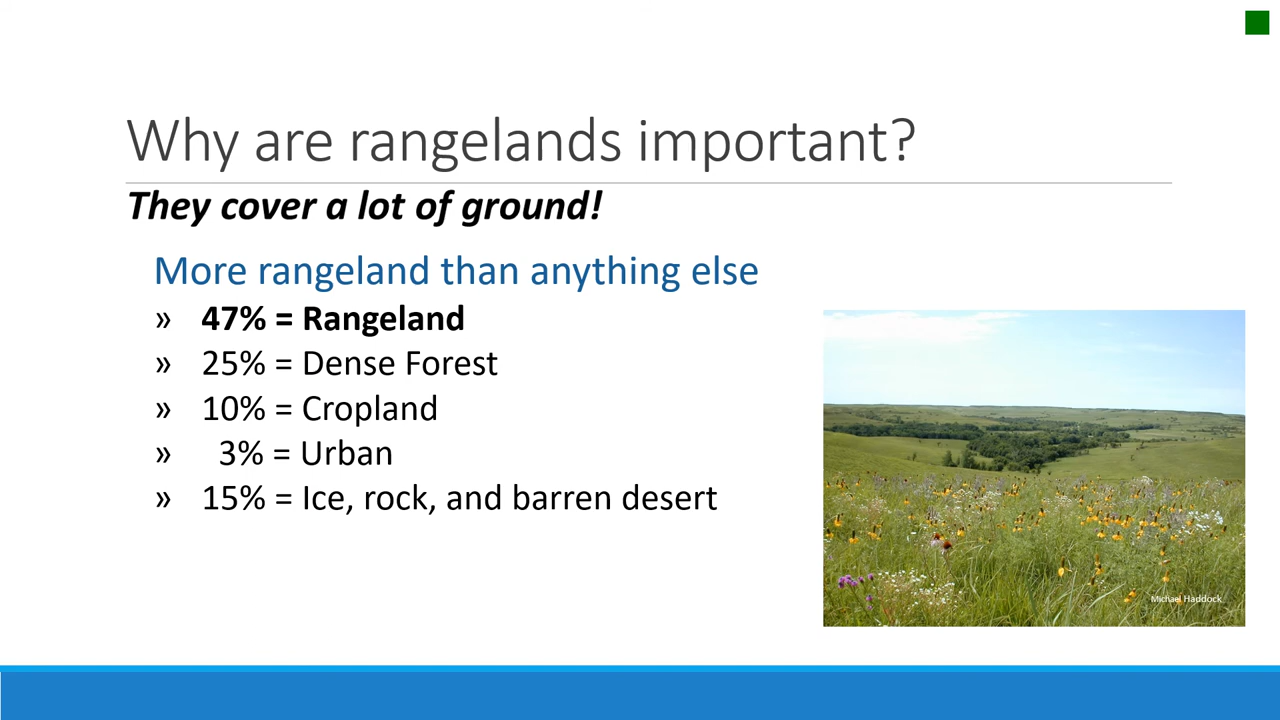 Why are rangelands important?
They cover a lot of ground!
More rangeland than anything else
» 47% = Rangeland
» 25% = Dense Forest
» 10% = Cropland
» 3% = Urban
» 15% = Ice, rock, and barren desert
Michael Haddock